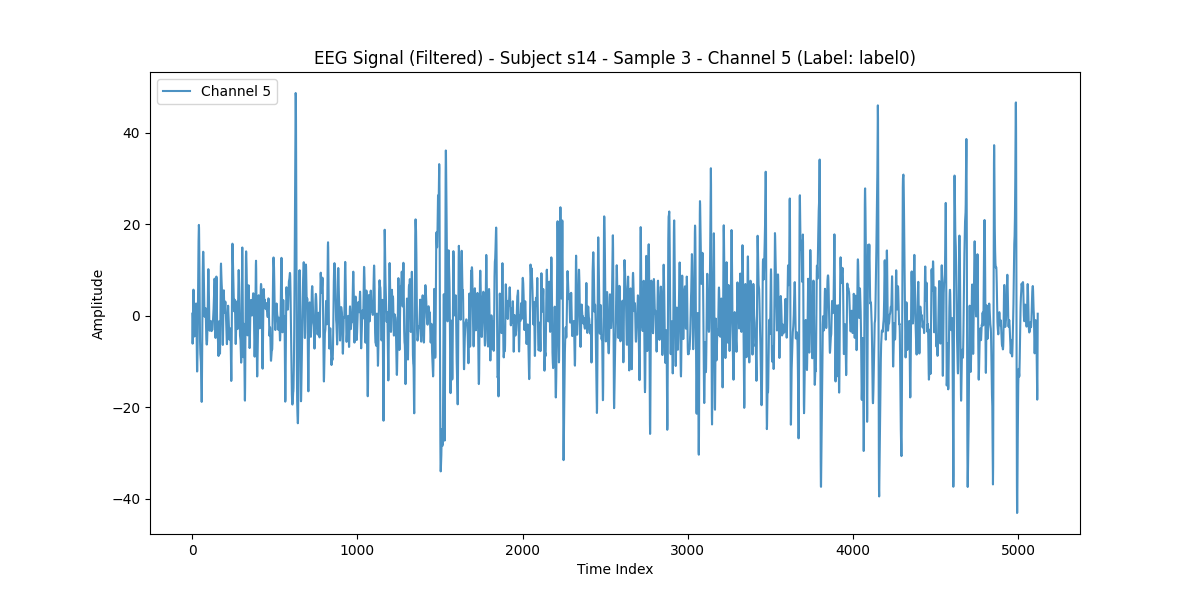 EEG Signal (Filtered) - Subject s14 - Sample 3 - Channel 5 (Label: label0)
Channel 5
40
20
0
−20
−40
Amplitude
0 1000 2000 3000 4000 5000
Time Index